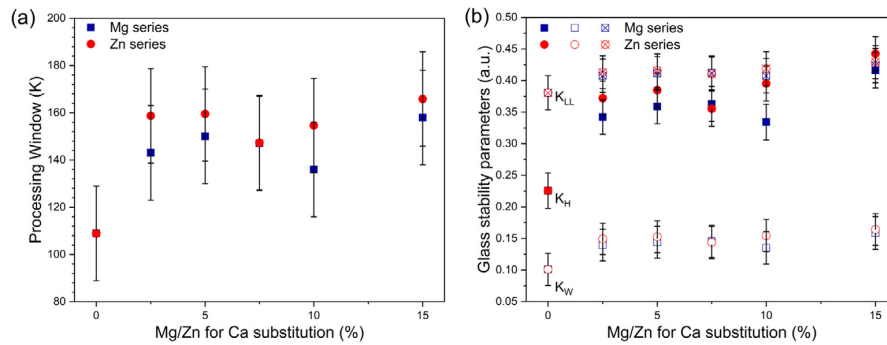 (a)
Mg series
Zn series
Processing Window (K)
200
180
160
140
120
100
80
0
5
10
15
Mg/Zn for Ca substitution (%)
(b)
Mg series
Zn series
Glass stability parameters (a.u.)
0.50
0.45
0.40
0.35
0.30
0.25
0.20
0.15
0.10
0.05
K_LL
K_H
K_W
0
5
10
15
Mg/Zn for Ca substitution (%)